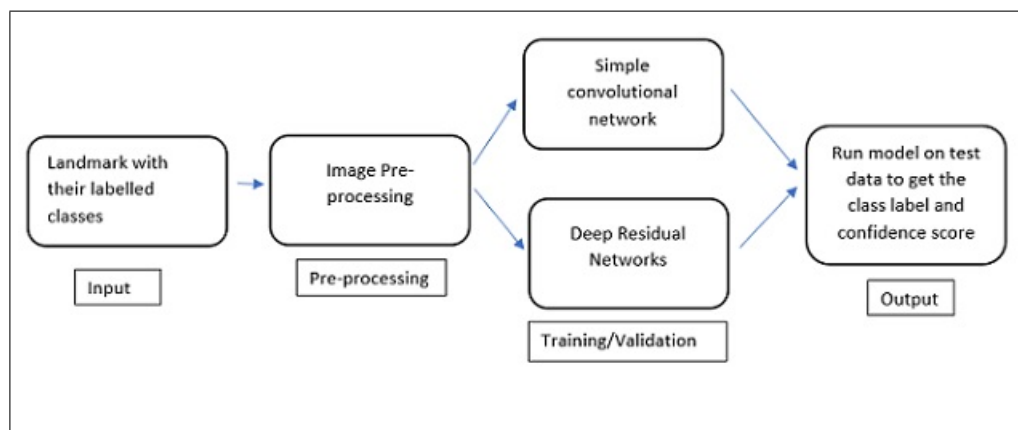 Landmark with
their labelled
classes
Input
Image Pre-
processing
Pre-processing
Simple
convolutional
network
Deep Residual
Networks
Training/Validation
Run model on test
data to get the
class label and
confidence score
Output